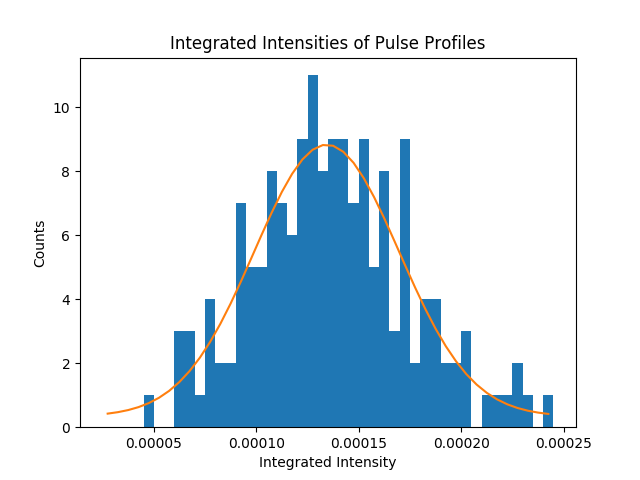 Integrated Intensities of Pulse Profiles
10
8
6
4
2
0
Counts
0.00005 0.00010 0.00015 0.00020 0.00025
Integrated Intensity